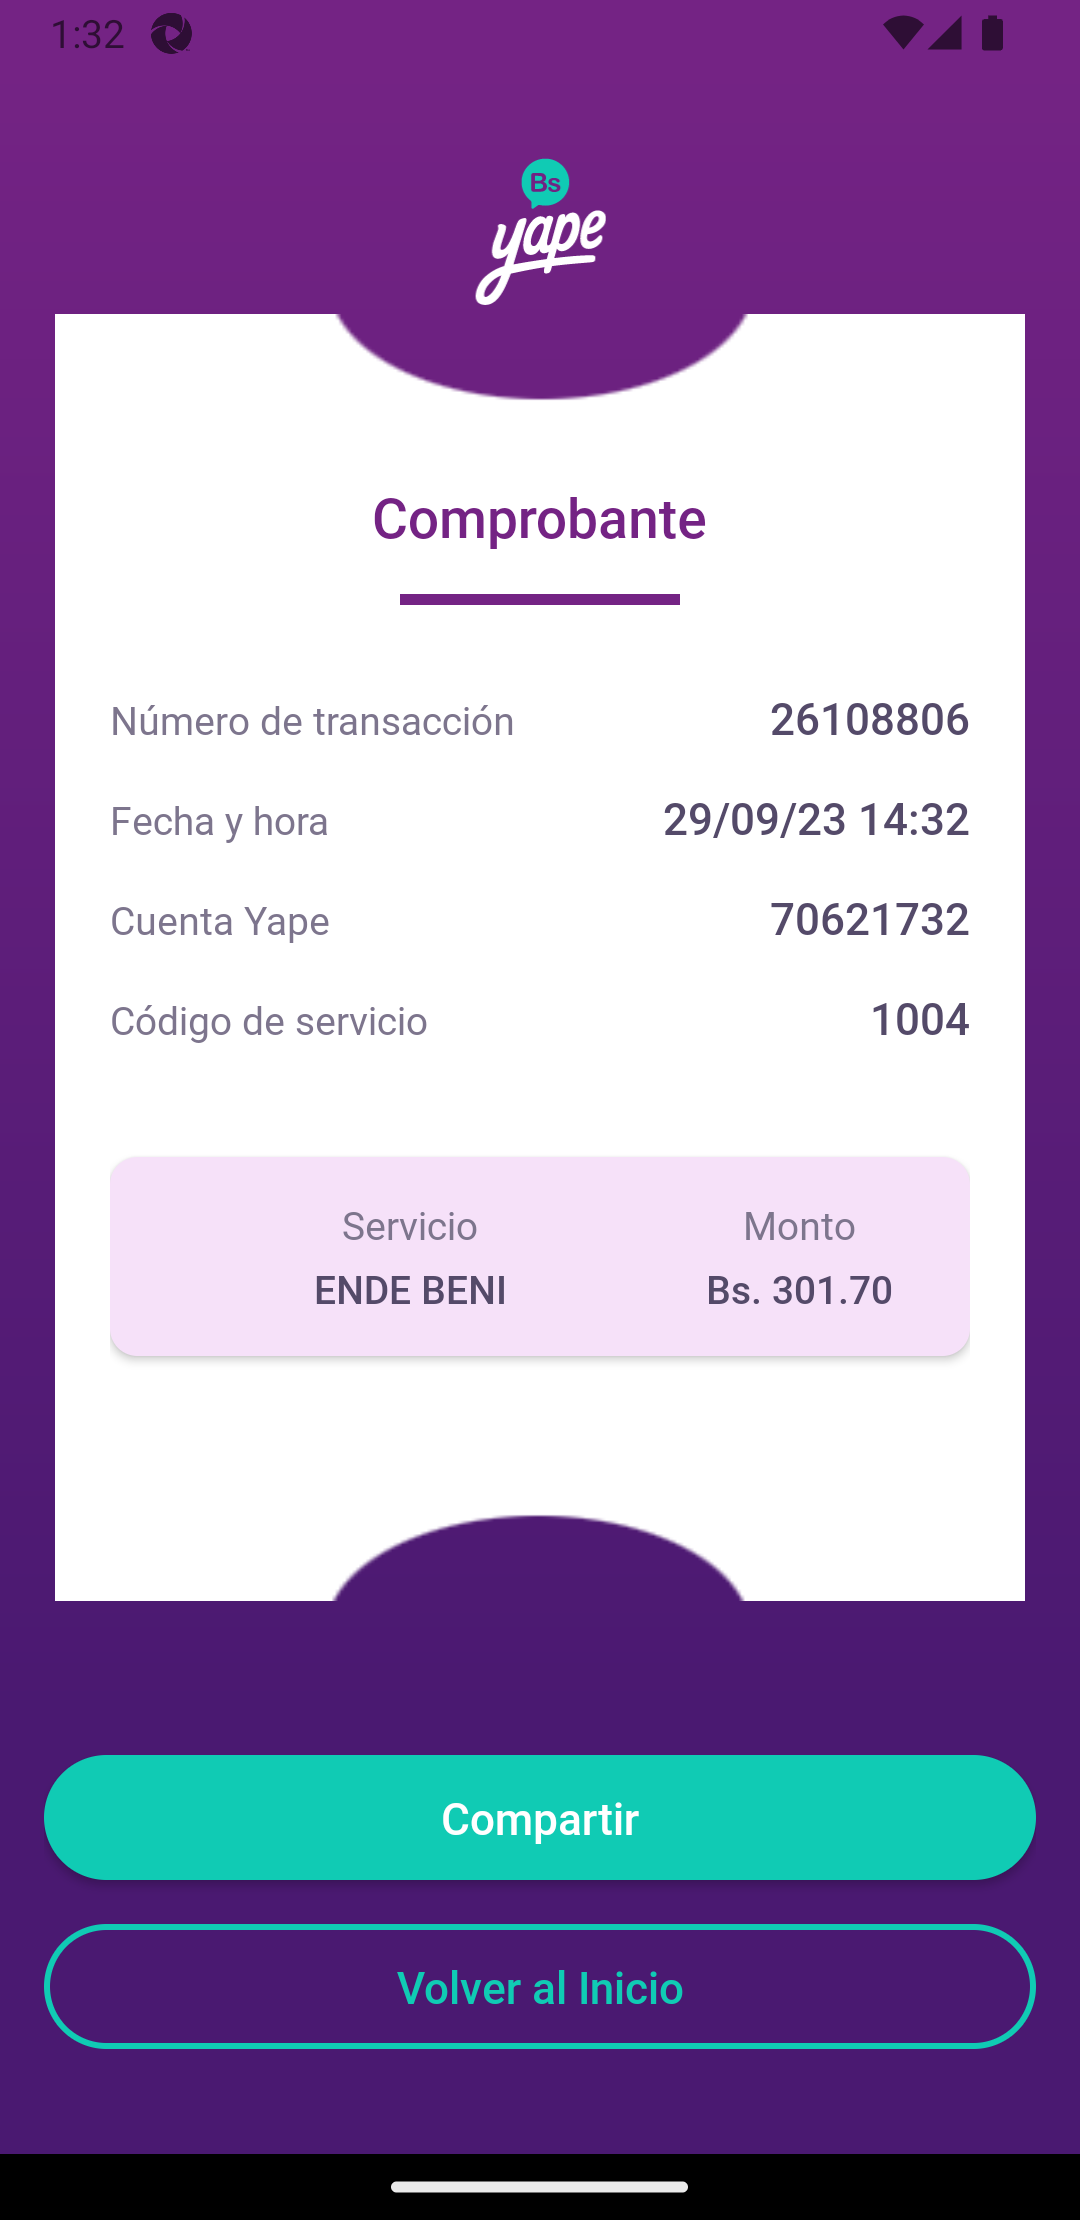 1:32
Bs
yape
Comprobante
Número de transacción 26108806
Fecha y hora 29/09/23 14:32
Cuenta Yape 70621732
Código de servicio 1004
Servicio Monto
ENDE BENI Bs. 301.70
Compartir
Volver al Inicio